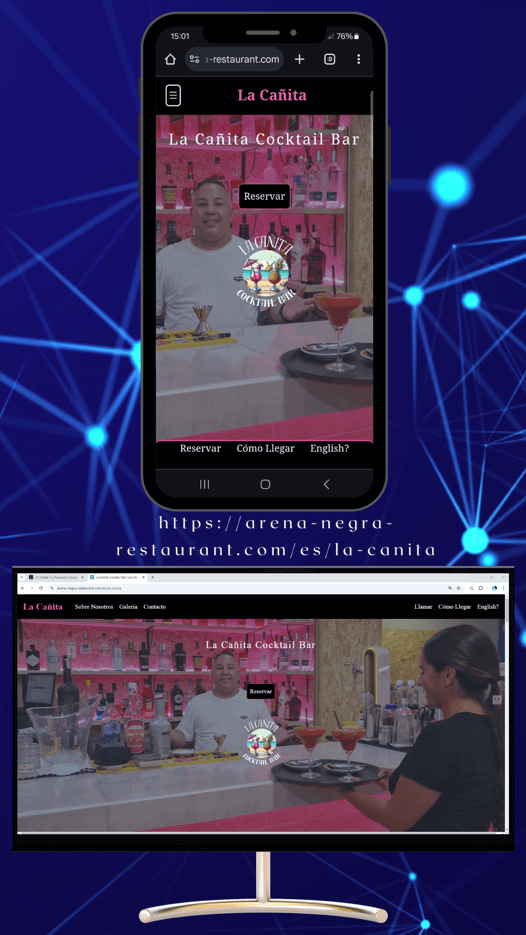 15:01
76%
-restaurant.com
La Cañita
La Cañita Cocktail Bar
Reservar
LA CAÑITA
COCKTAIL BAR
Reservar Cómo Llegar English?
https://arena-negra-
restaurant.com/es/la-canita
arena-negra-restaurant.com/es/la-canita
La Cañita Sobre Nosotros Galeria Contacto Llamar Cómo Llegar English?
La Cañita Cocktail Bar
Reservar
LA CAÑITA
COCKTAIL BAR